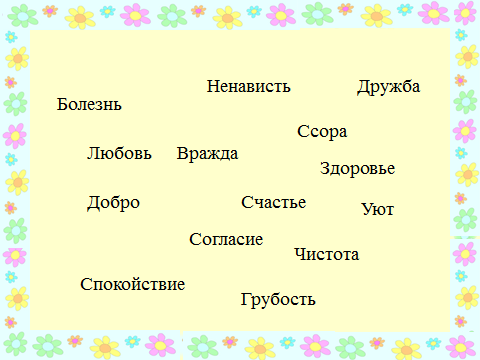 Ненависть Дружба
Болезнь
Ссора
Любовь Вражда
Здоровье
Добро Счастье Уют
Согласие
Чистота
Спокойствие
Грубость